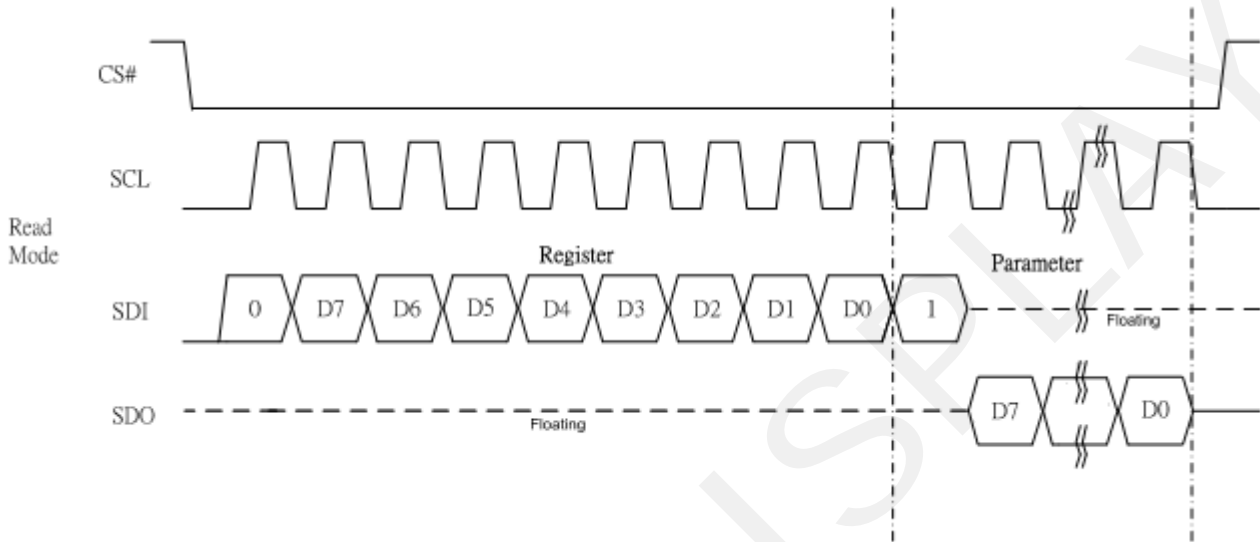 CS#
SCL
Read
Mode
Register
Parameter
SDI
0 D7 D6 D5 D4 D3 D2 D1 D0 1
Floating
SDO
Floating
D7 D0
ISPLAY